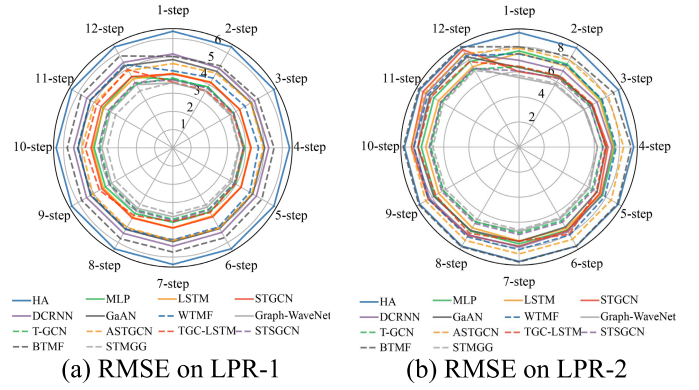 1-step
2-step
3-step
4-step
5-step
6-step
7-step
8-step
9-step
10-step
11-step
12-step
1
2
3
4
5
6
HA
MLP
LSTM
STGCN
DCRNN
GaAN
WTMF
Graph-WaveNet
T-GCN
ASTGCN
TGC-LSTM
STSGCN
BTMF
STMGG
(a) RMSE on LPR-1
1-step
2-step
3-step
4-step
5-step
6-step
7-step
8-step
9-step
10-step
11-step
12-step
2
4
6
8
HA
MLP
LSTM
STGCN
DCRNN
GaAN
WTMF
Graph-WaveNet
T-GCN
ASTGCN
TGC-LSTM
STSGCN
BTMF
STMGG
(b) RMSE on LPR-2